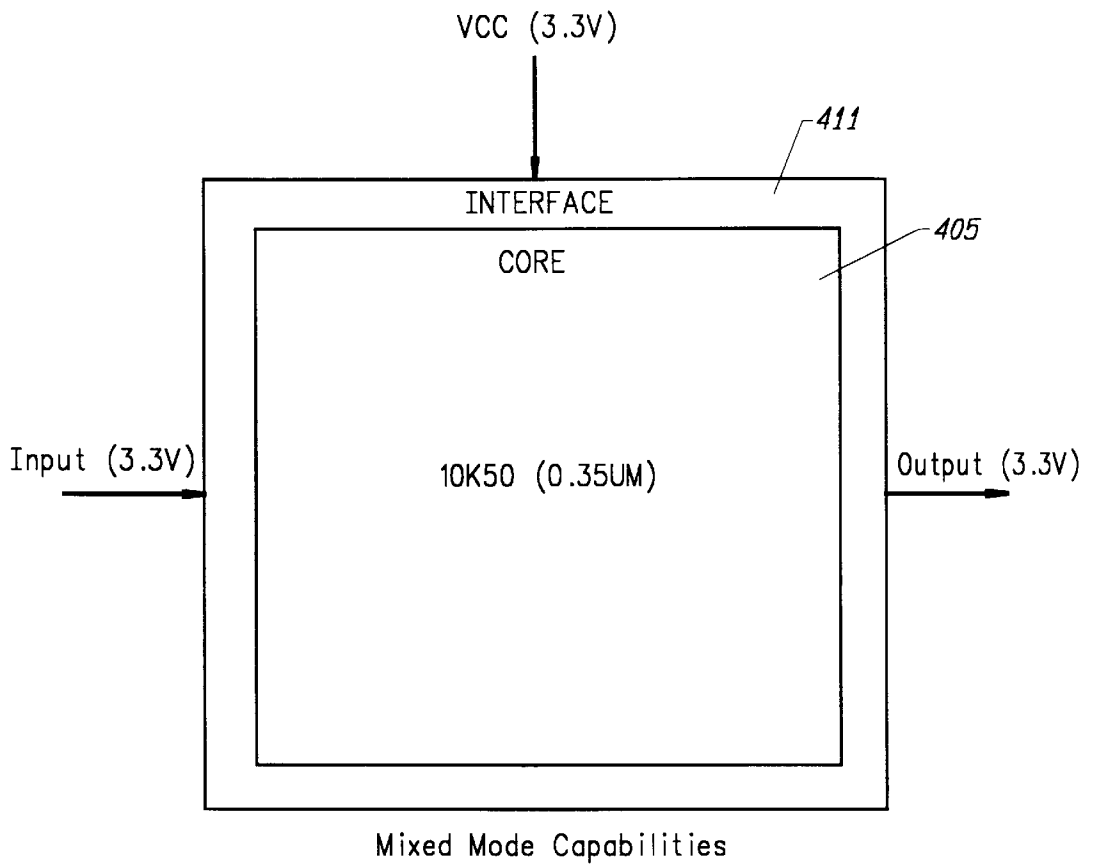 VCC (3.3V)
411
INTERFACE
405
CORE
Input (3.3V)
10K50 (0.35UM)
Output (3.3V)
Mixed Mode Capabilities